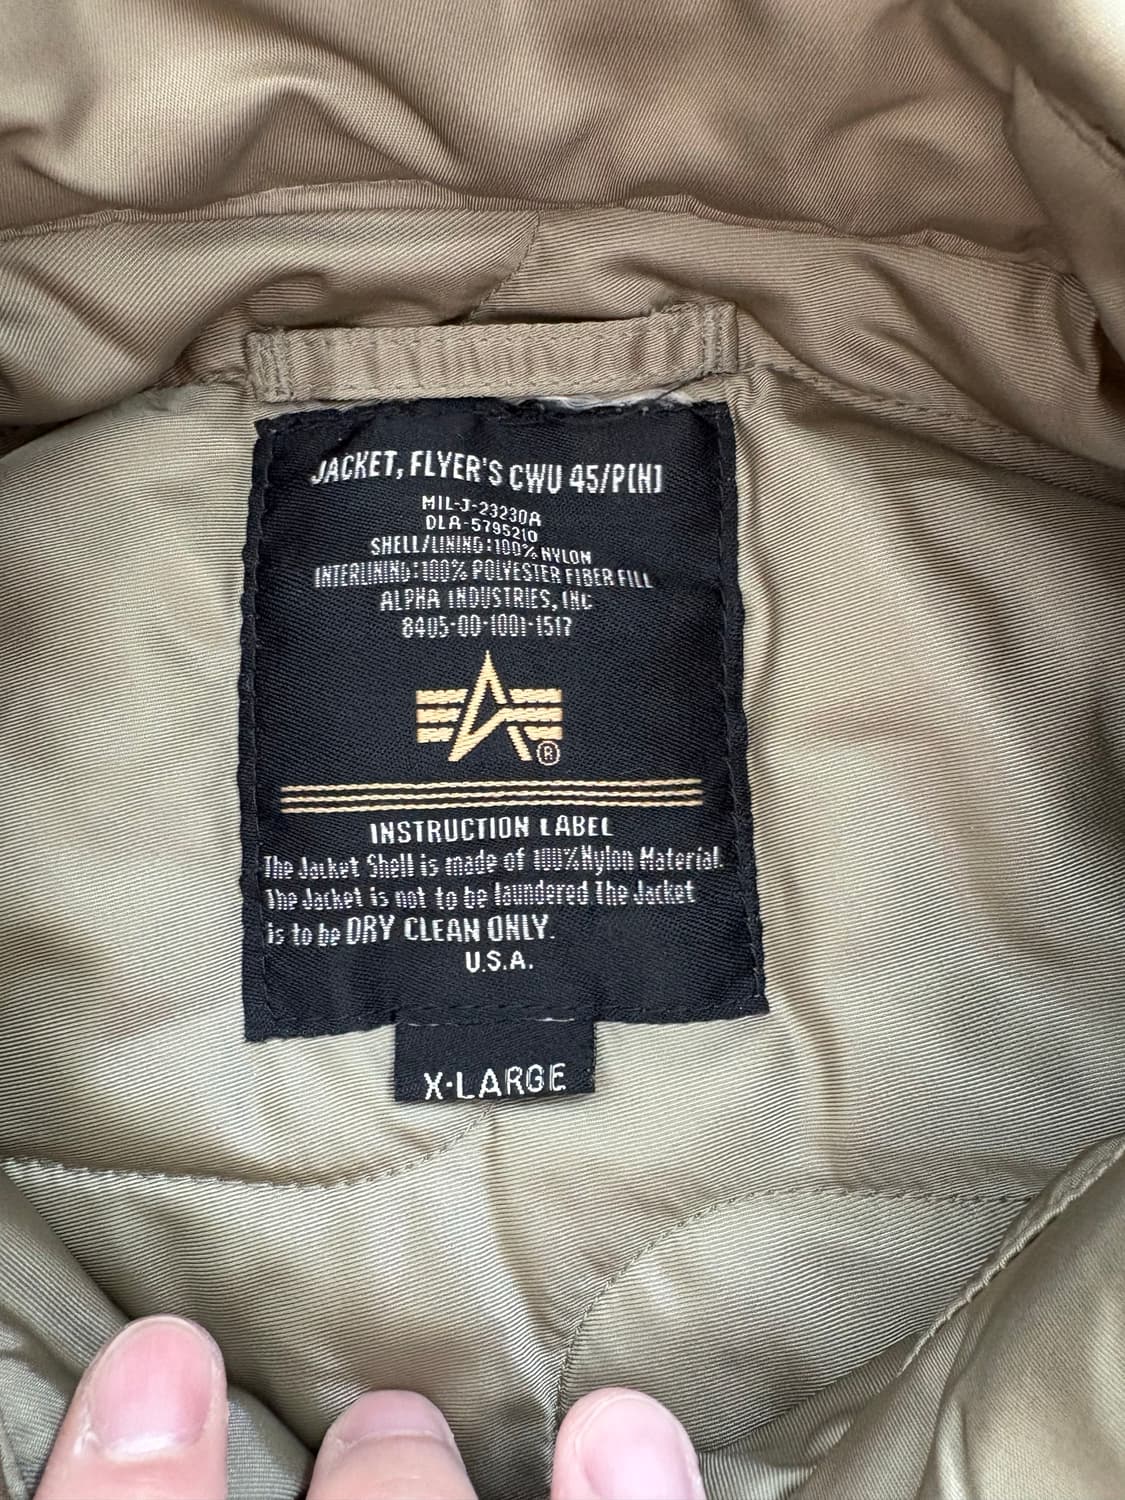 JACKET, FLYER'S CWU 45/P(N)
MIL-J-23230A
DLA-5795210
SHELL/LINING:100% NYLON
INTERLINING:100% POLYESTER FIBER FILL
ALPHA INDUSTRIES, INC
8405-00-1001-1517
®
INSTRUCTION LABEL
The Jacket Shell is made of 100% Nylon Material.
The Jacket is not to be laundered The Jacket
is to be DRY CLEAN ONLY.
U.S.A.
X-LARGE